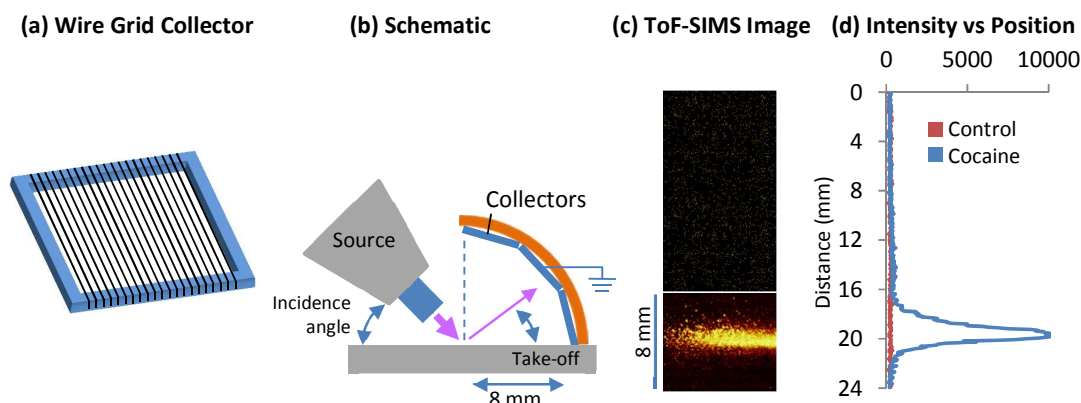 (a) Wire Grid Collector
(b) Schematic
(c) ToF-SIMS Image
(d) Intensity vs Position
Source
Collectors
Incidence
angle
Take-off
8 mm
8 mm
0 5000 10000
0
4
8
12
16
20
24
Distance (mm)
Control
Cocaine